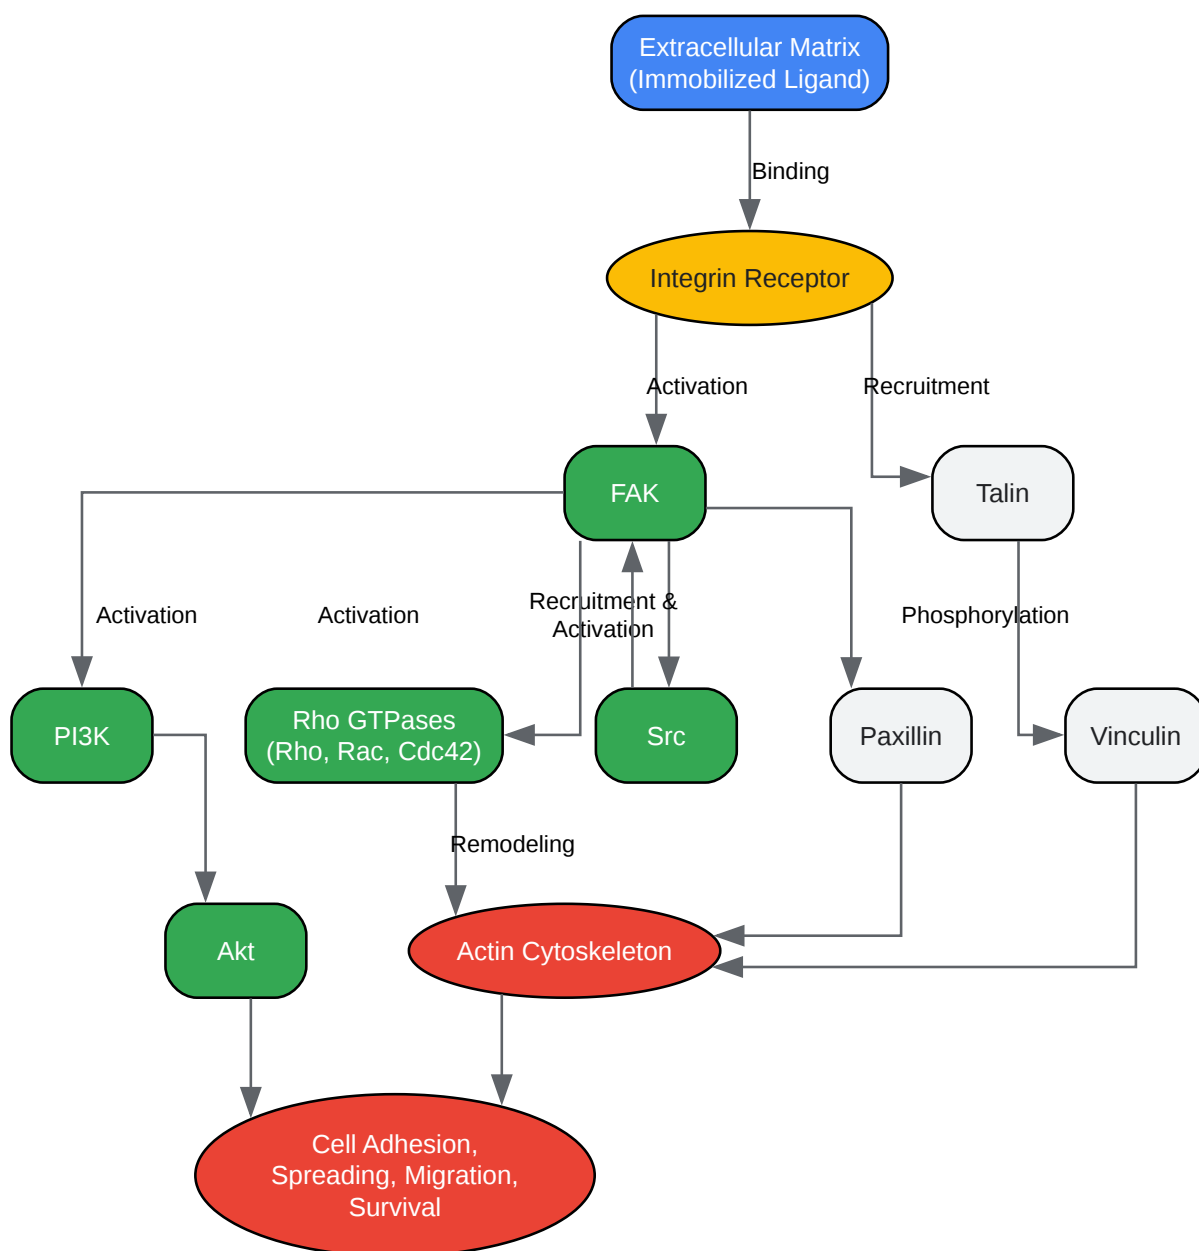 Extracellular Matrix
(Immobilized Ligand)
Binding
Integrin Receptor
Activation
Recruitment
FAK
Talin
Activation
Activation
Recruitment &
Activation
Phosphorylation
PI3K
Rho GTPases
(Rho, Rac, Cdc42)
Src
Paxillin
Vinculin
Remodeling
Akt
Actin Cytoskeleton
Cell Adhesion,
Spreading, Migration,
Survival